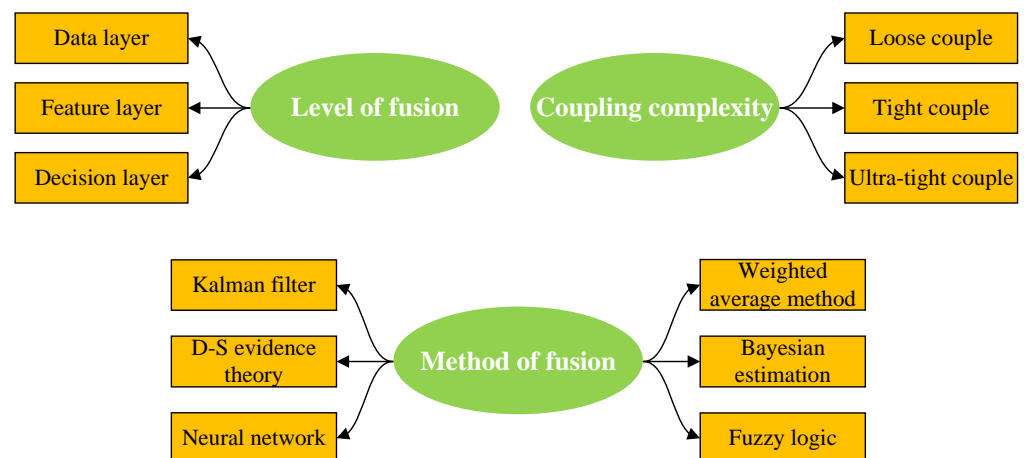 Data layer
Feature layer
Decision layer
Level of fusion
Coupling complexity
Loose couple
Tight couple
Ultra-tight couple
Kalman filter
D-S evidence
theory
Neural network
Method of fusion
Weighted
average method
Bayesian
estimation
Fuzzy logic